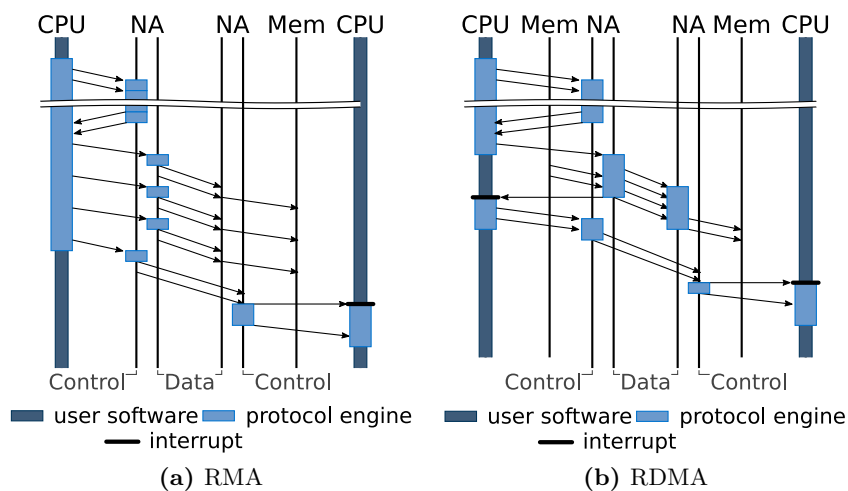 CPU NA NA Mem CPU
Control Data Control
user software protocol engine
interrupt
(a) RMA
CPU Mem NA NA Mem CPU
Control Data Control
user software protocol engine
interrupt
(b) RDMA